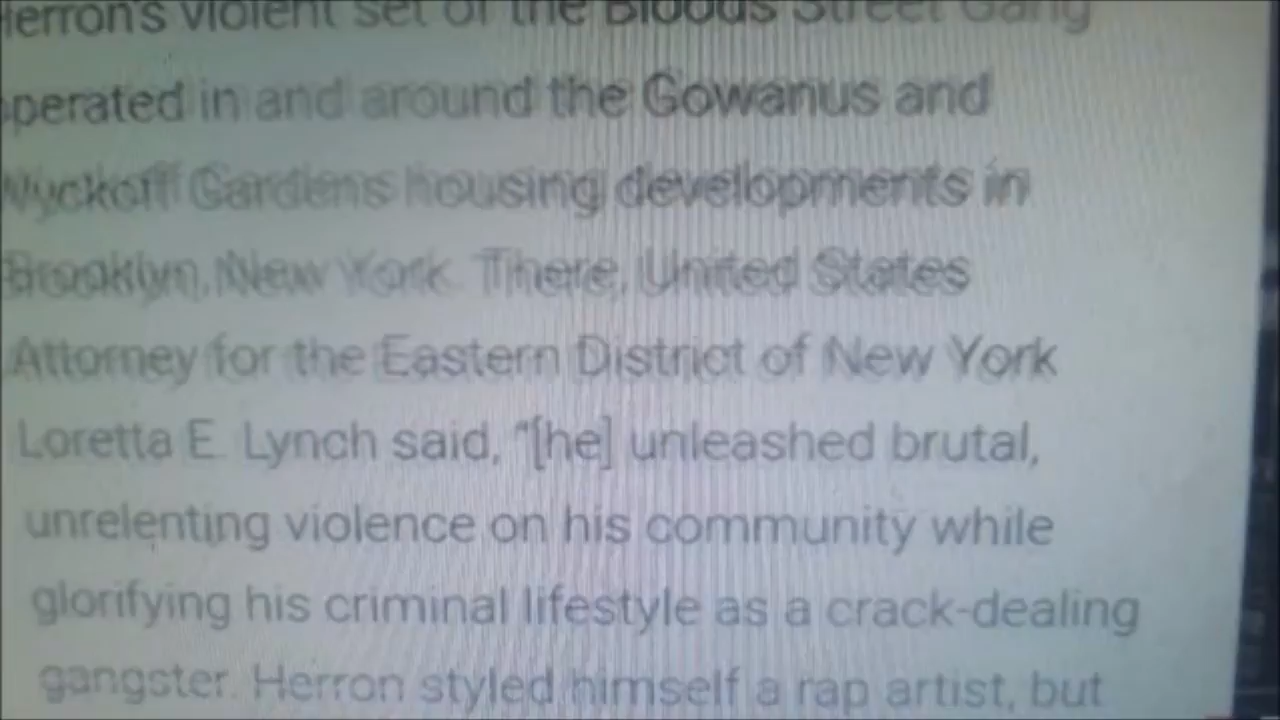 Herron's violent set of the Bloods Street Gang
operated in and around the Gowanus and
Wyckoff Gardens housing developments in
Brooklyn, New York. There, United States
Attorney for the Eastern District of New York
Loretta E. Lynch said, "[he] unleashed brutal,
unrelenting violence on his community while
glorifying his criminal lifestyle as a crack-dealing
gangster. Herron styled himself a rap artist, but